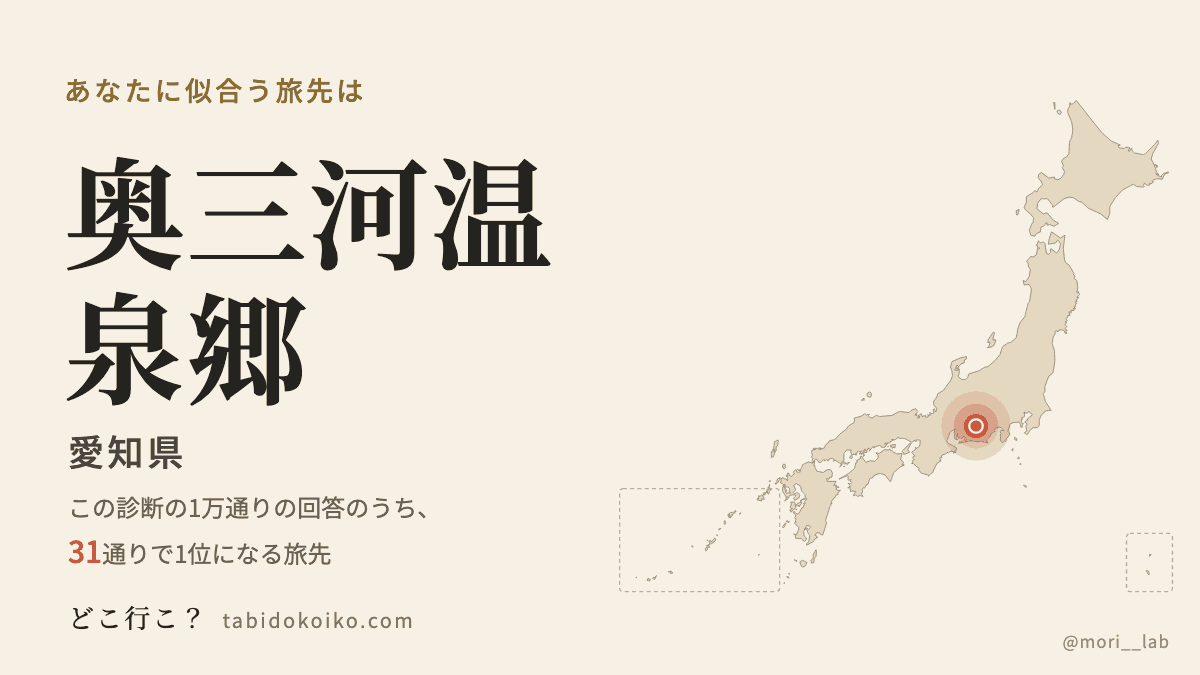 あなたに似合う旅先は
奥三河温
泉郷
愛知県
この診断の1万通りの回答のうち、
31通りで1位になる旅先
どこ行こ？ tabidokoiko.com
@mori__lab